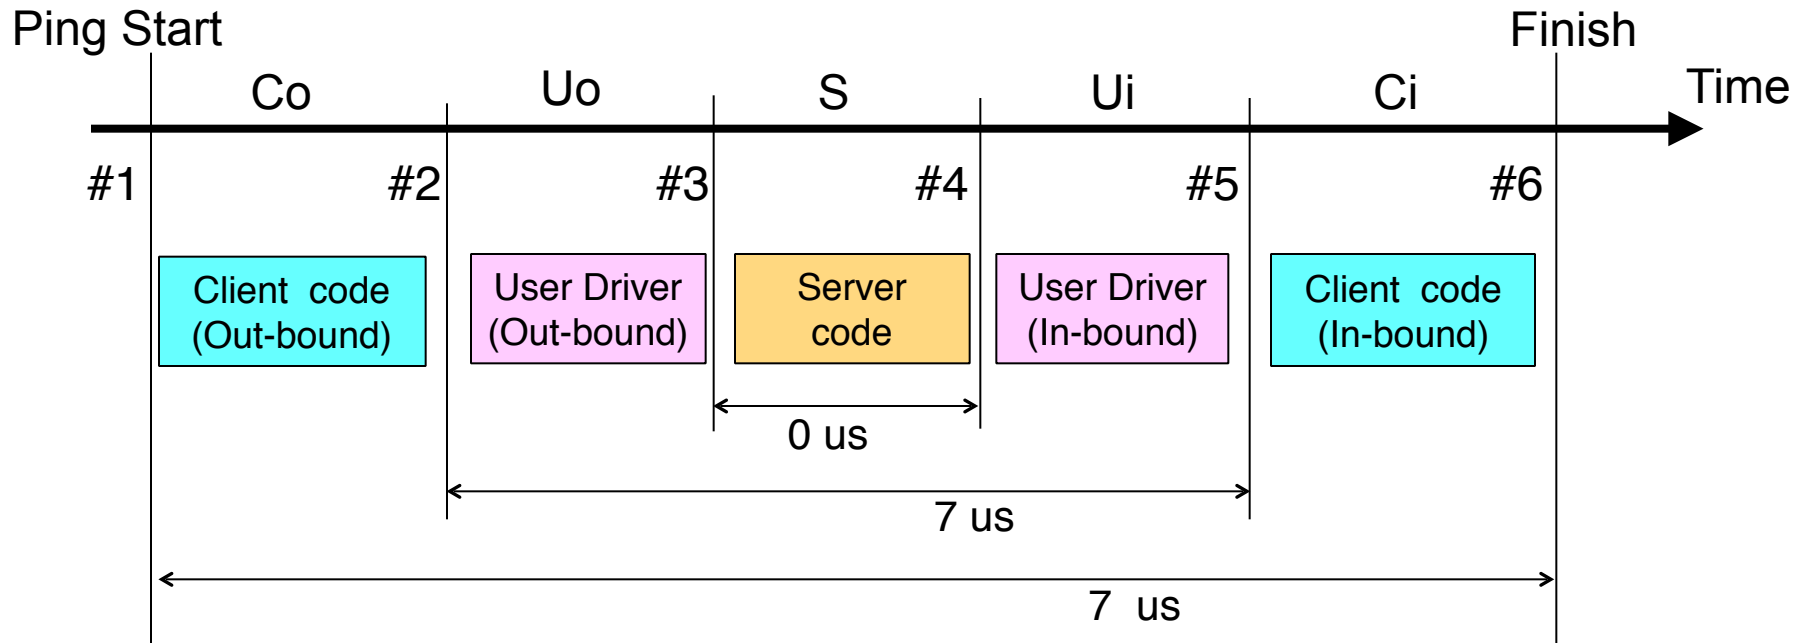 Ping Start
Finish
Co
Uo
S
Ui
Ci
Time
#1
#2
#3
#4
#5
#6
Client code
(Out-bound)
User Driver
(Out-bound)
Server
code
User Driver
(In-bound)
Client code
(In-bound)
0 us
7 us
7 us